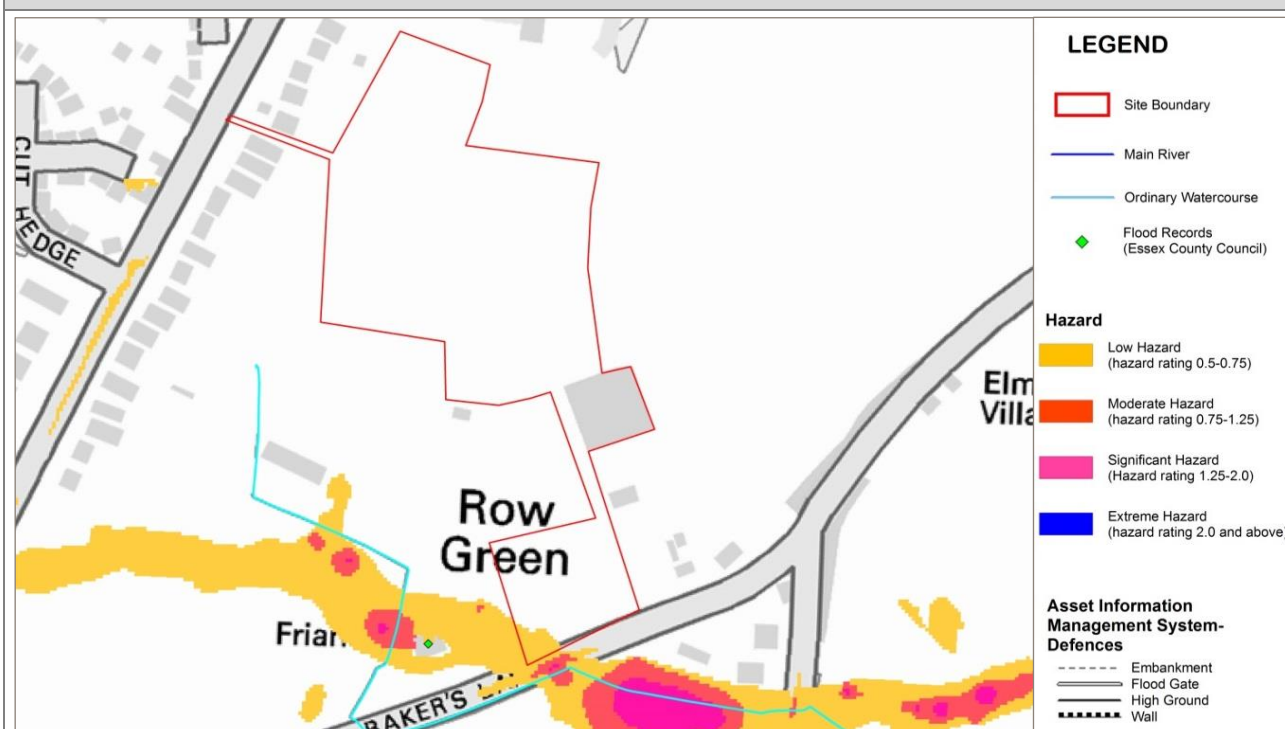 CUT
HEDGE
Row
Green
Friar
BAKER'S
Elm
Villa
LEGEND
Site Boundary
Main River
Ordinary Watercourse
Flood Records
(Essex County Council)
Hazard
Low Hazard
(hazard rating 0.5-0.75)
Moderate Hazard
(hazard rating 0.75-1.25)
Significant Hazard
(Hazard rating 1.25-2.0)
Extreme Hazard
(hazard rating 2.0 and above)
Asset Information
Management System-
Defences
Embankment
Flood Gate
High Ground
Wall